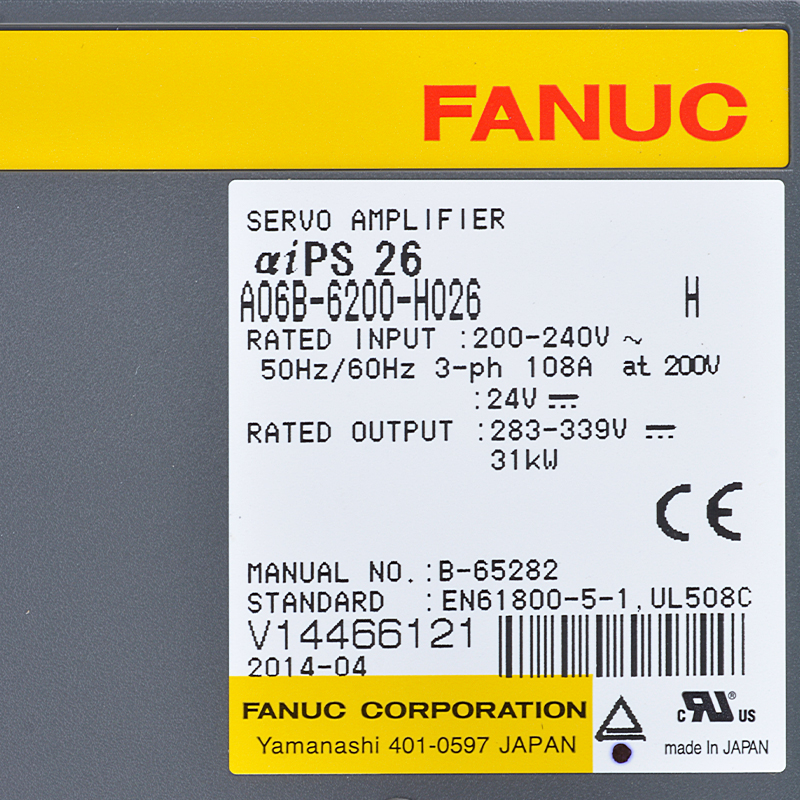 FANUC
SERVO AMPLIFIER
αiPS 26
A06B-6200-H026 H
RATED INPUT :200-240V ~
50Hz/60Hz 3-ph 108A at 200V
:24V ⎓
RATED OUTPUT :283-339V ⎓
31kW
CE
MANUAL NO.:B-65282
STANDARD :EN61800-5-1,UL508C
V14466121
2014-04
FANUC CORPORATION
Yamanashi 401-0597 JAPAN
c RU ® US
made In JAPAN